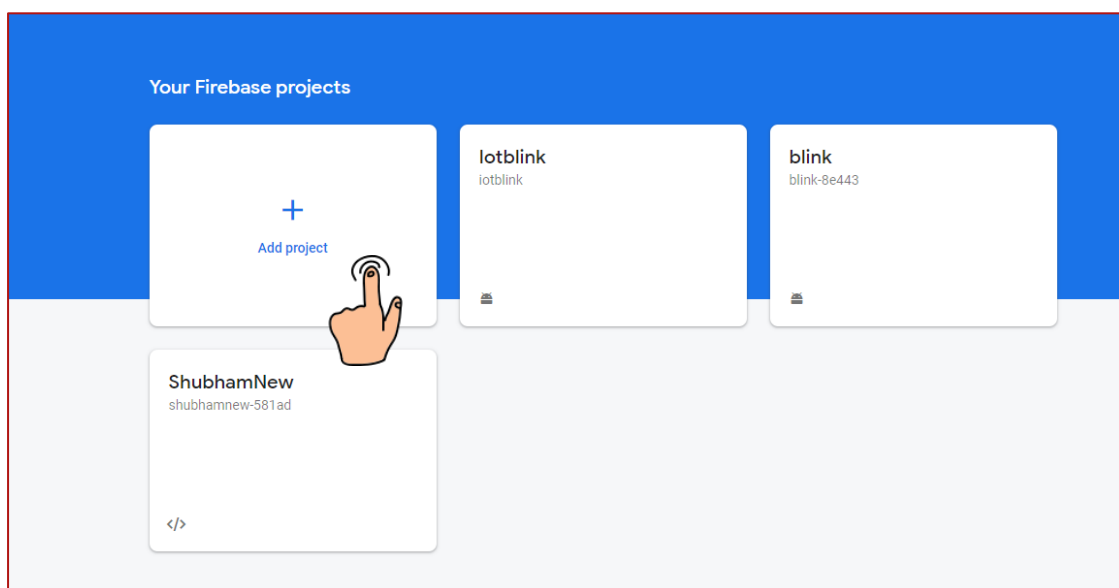 Your Firebase projects
Add project
Iotblink
iotblink
blink
blink-8e443
ShubhamNew
shubhamnew-581ad
</>